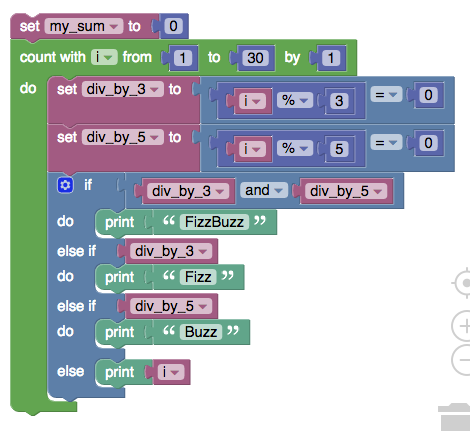 set my_sum to 0
count with i from 1 to 30 by 1
do set div_by_3 to i % 3 = 0
set div_by_5 to i % 5 = 0
if div_by_3 and div_by_5
do print “ FizzBuzz ”
else if div_by_3
do print “ Fizz ”
else if div_by_5
do print “ Buzz ”
else print i